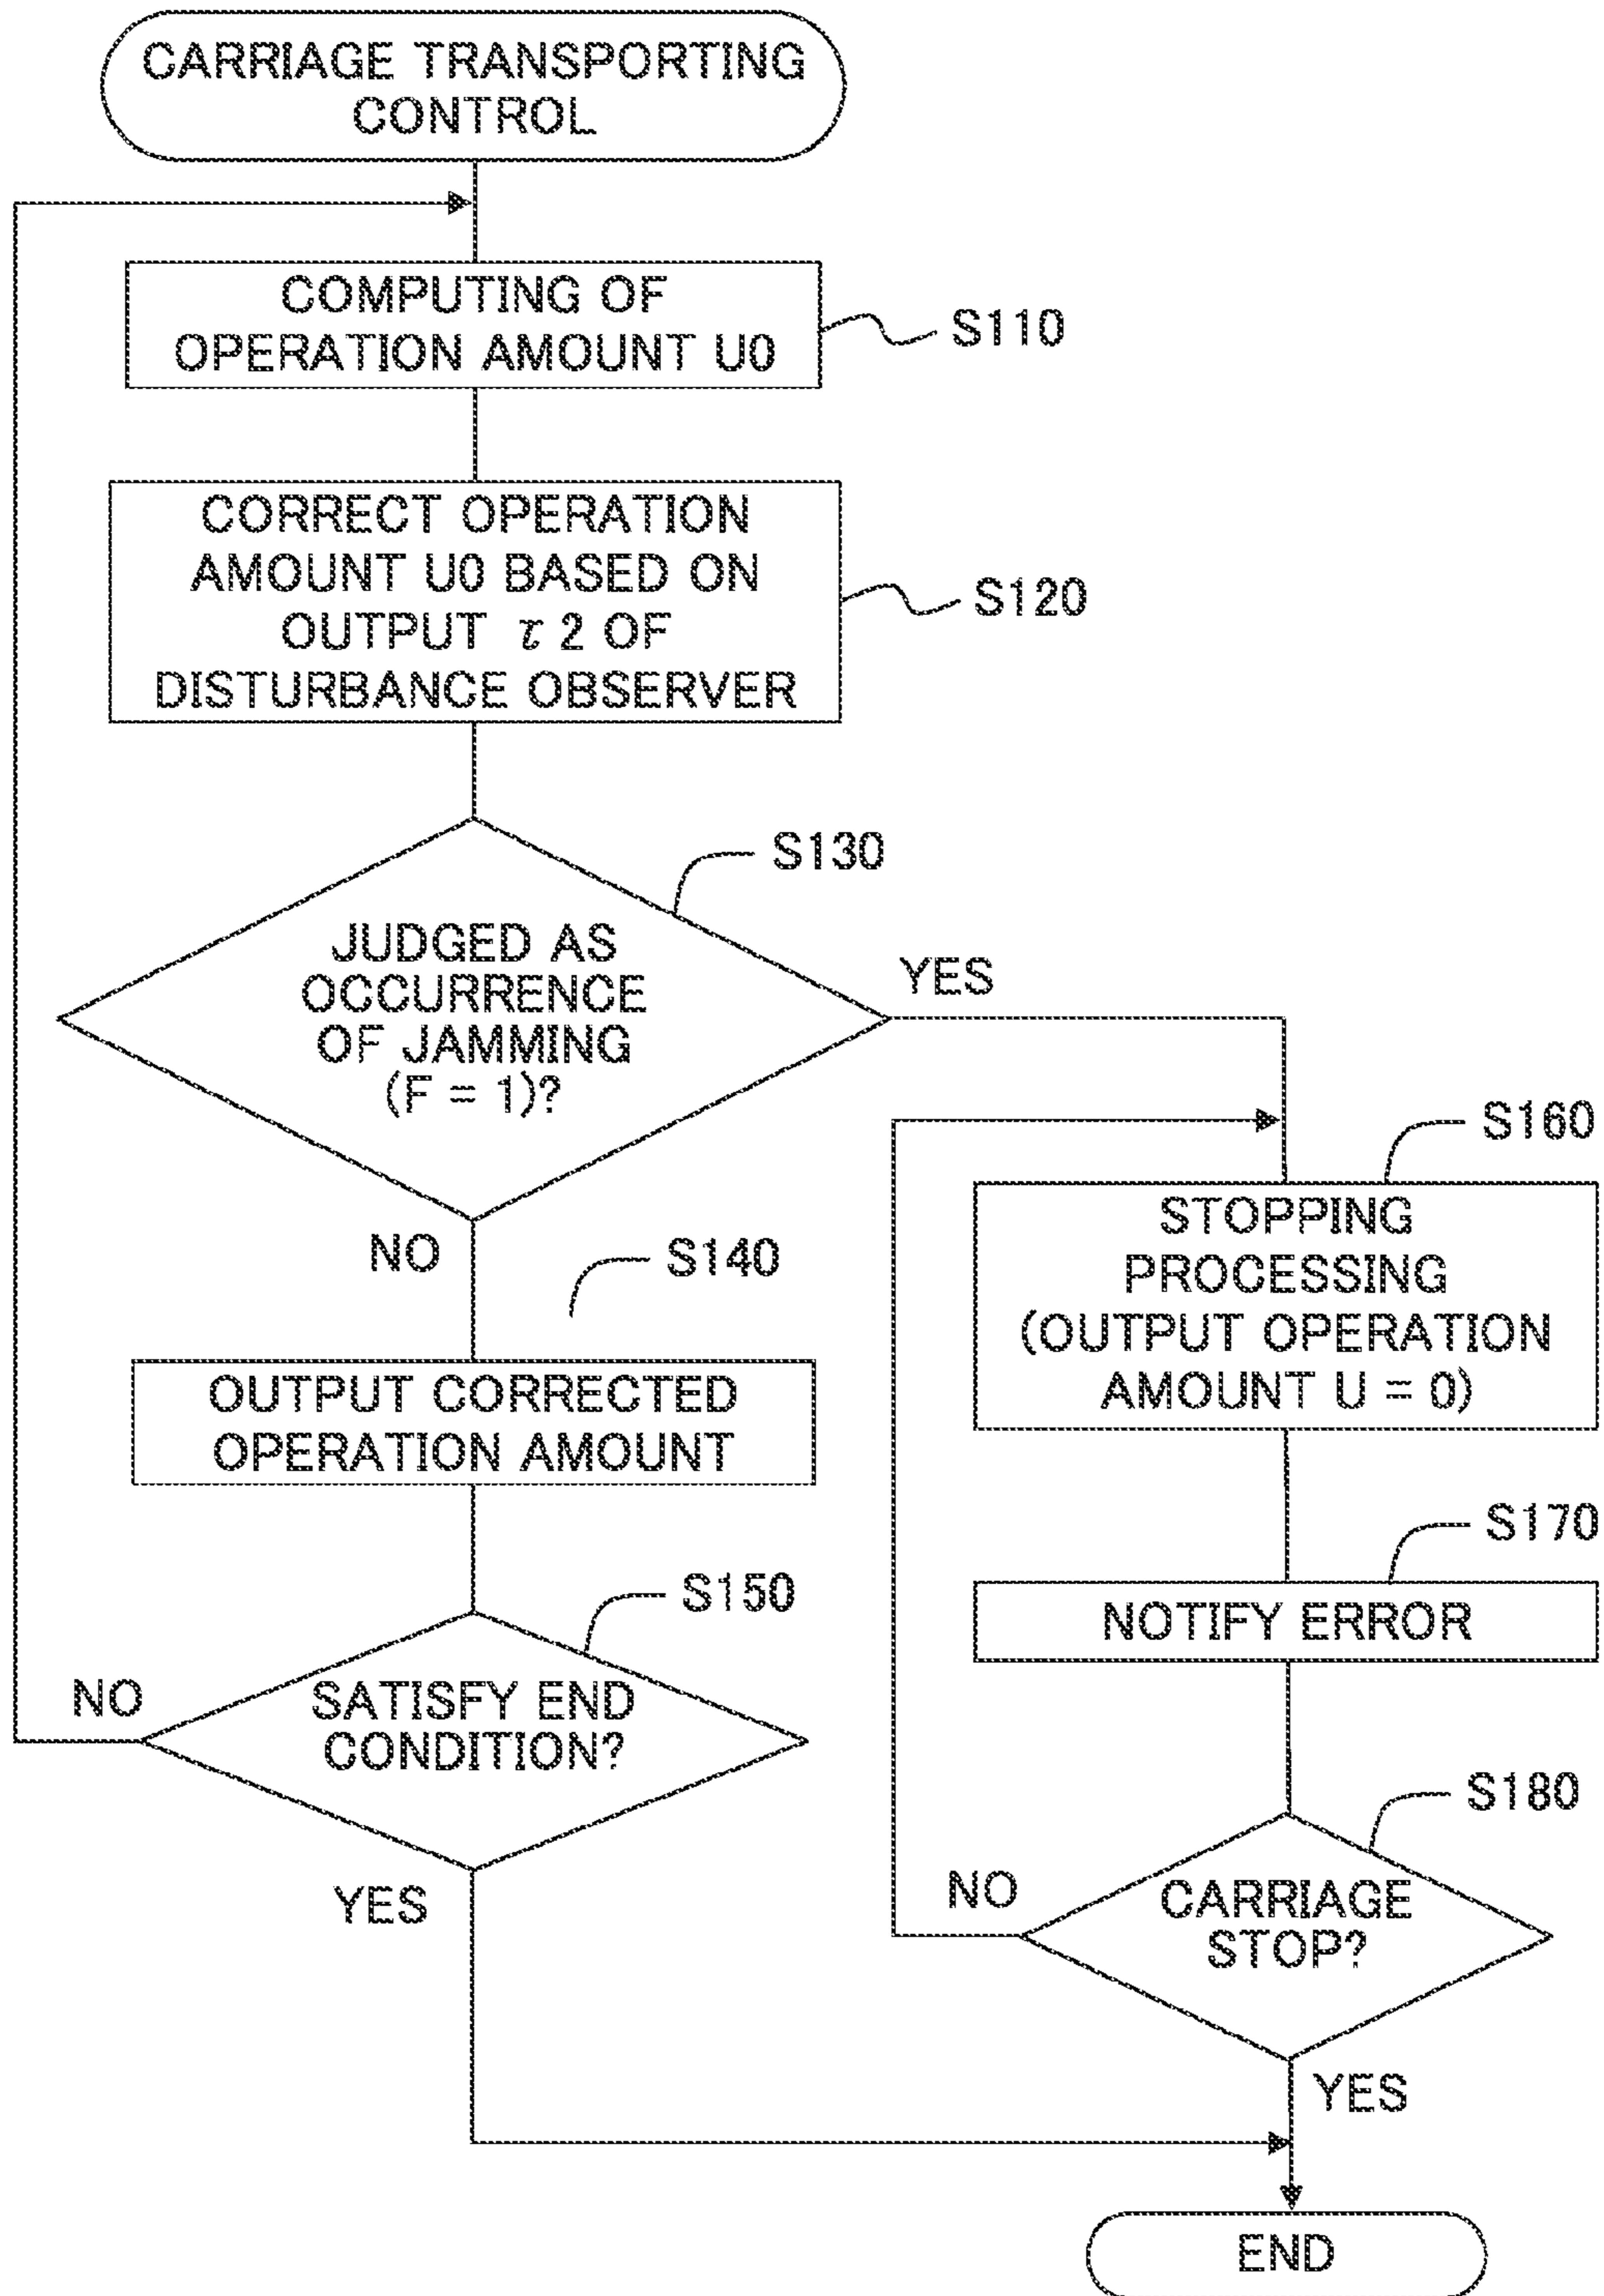 CARRIAGE TRANSPORTING
CONTROL
COMPUTING OF
OPERATION AMOUNT U0
S110
CORRECT OPERATION
AMOUNT U0 BASED ON
OUTPUT τ 2 OF
DISTURBANCE OBSERVER
S120
S130
JUDGED AS
OCCURRENCE
OF JAMMING
(F = 1)?
YES
NO
S140
OUTPUT CORRECTED
OPERATION AMOUNT
S150
SATISFY END
CONDITION?
NO
YES
S160
STOPPING
PROCESSING
(OUTPUT OPERATION
AMOUNT U = 0)
S170
NOTIFY ERROR
S180
CARRIAGE
STOP?
NO
YES
END